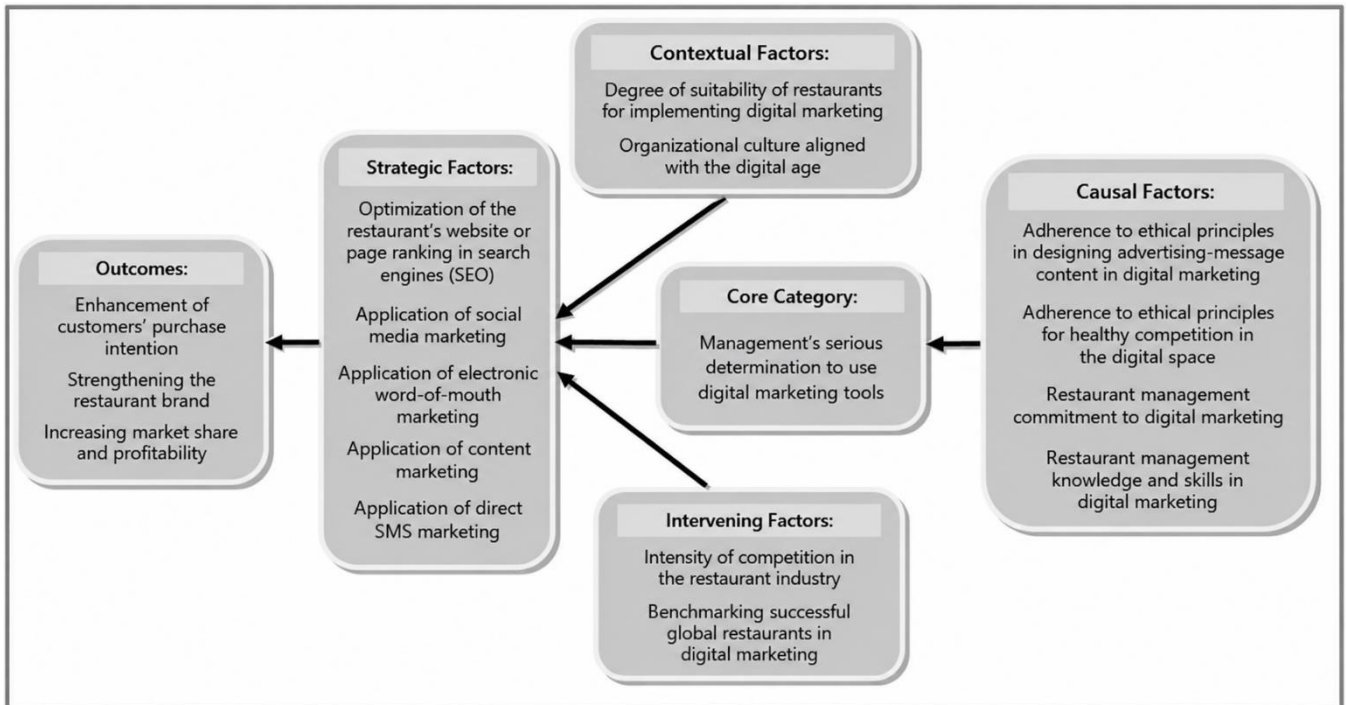 Contextual Factors:
Degree of suitability of restaurants
for implementing digital marketing
Organizational culture aligned
with the digital age
Strategic Factors:
Optimization of the
restaurant's website or
page ranking in search
engines (SEO)
Application of social
media marketing
Application of electronic
word-of-mouth
marketing
Application of content
marketing
Application of direct
SMS marketing
Causal Factors:
Adherence to ethical principles
in designing advertising-message
content in digital marketing
Adherence to ethical principles
for healthy competition in
the digital space
Restaurant management
commitment to digital marketing
Restaurant management
knowledge and skills in
digital marketing
Outcomes:
Enhancement of
customers' purchase
intention
Strengthening the
restaurant brand
Increasing market share
and profitability
Core Category:
Management's serious
determination to use
digital marketing tools
Intervening Factors:
Intensity of competition in
the restaurant industry
Benchmarking successful
global restaurants in
digital marketing